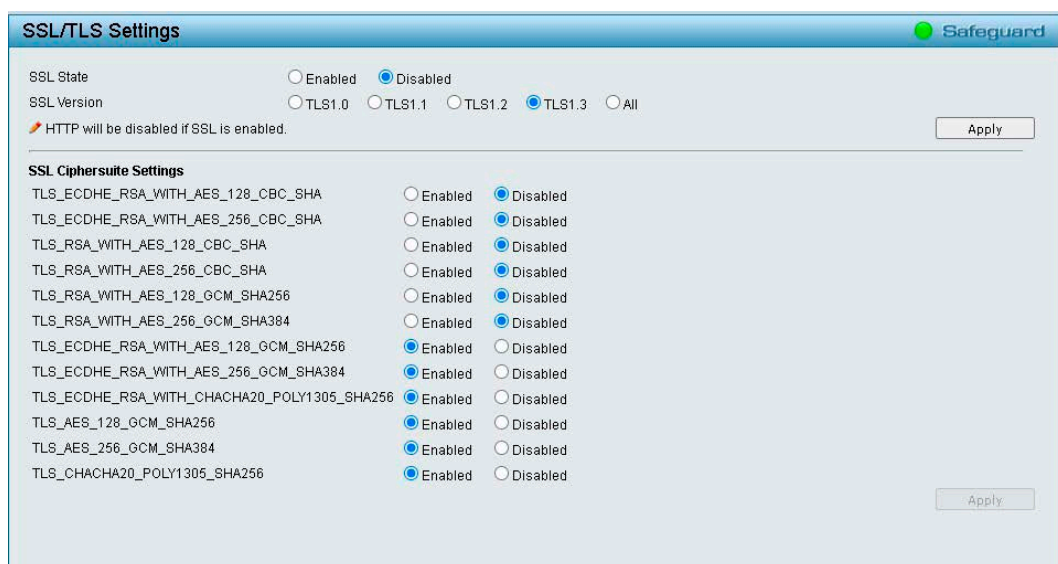 SSL/TLS Settings
Safeguard
SSL State Enabled Disabled
SSL Version TLS1.0 TLS1.1 TLS1.2 TLS1.3 All
HTTP will be disabled if SSL is enabled.
Apply
SSL Ciphersuite Settings
TLS_ECDHE_RSA_WITH_AES_128_CBC_SHA Enabled Disabled
TLS_ECDHE_RSA_WITH_AES_256_CBC_SHA Enabled Disabled
TLS_RSA_WITH_AES_128_CBC_SHA Enabled Disabled
TLS_RSA_WITH_AES_256_CBC_SHA Enabled Disabled
TLS_RSA_WITH_AES_128_GCM_SHA256 Enabled Disabled
TLS_RSA_WITH_AES_256_GCM_SHA384 Enabled Disabled
TLS_ECDHE_RSA_WITH_AES_128_GCM_SHA256 Enabled Disabled
TLS_ECDHE_RSA_WITH_AES_256_GCM_SHA384 Enabled Disabled
TLS_ECDHE_RSA_WITH_CHACHA20_POLY1305_SHA256 Enabled Disabled
TLS_AES_128_GCM_SHA256 Enabled Disabled
TLS_AES_256_GCM_SHA384 Enabled Disabled
TLS_CHACHA20_POLY1305_SHA256 Enabled Disabled
Apply